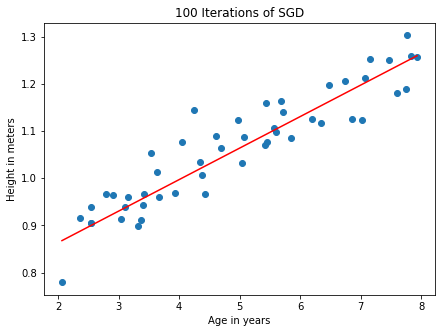 100 Iterations of SGD
Height in meters
1.3
1.2
1.1
1.0
0.9
0.8
2 3 4 5 6 7 8
Age in years